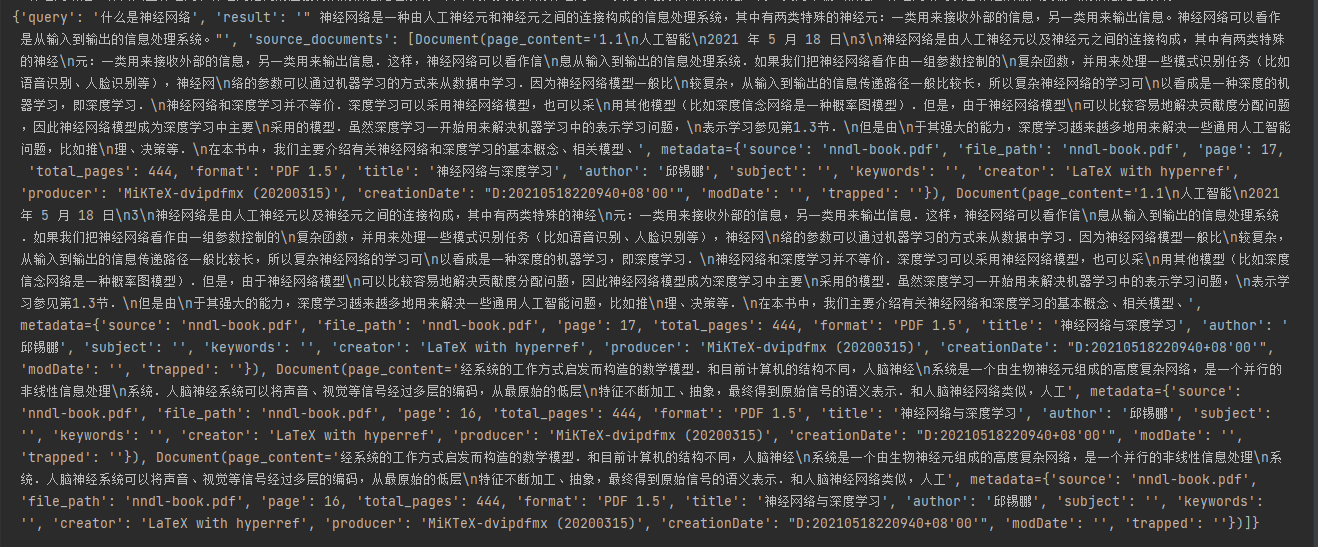 {'query': '什么是神经网络', 'result': '" 神经网络是一种由人工神经元和神经元之间的连接构成的信息处理系统，其中有两类特殊的神经元：一类用来接收外部的信息，另一类用来输出信息。神经网络可以看作
是从输入到输出的信息处理系统。"', 'source_documents': [Document(page_content='1.1\n人工智能\n2021 年 5 月 18 日\n3\n神经网络是由人工神经元以及神经元之间的连接构成，其中有两类特殊
的神经\n元：一类用来接收外部的信息，另一类用来输出信息．这样，神经网络可以看作信\n息从输入到输出的信息处理系统．如果我们把神经网络看作由一组参数控制的\n复杂函数，并用来处理一些模式识别任务（比如
语音识别、人脸识别等），神经网\n络的参数可以通过机器学习的方式来从数据中学习．因为神经网络模型一般比\n较复杂，从输入到输出的信息传递路径一般比较长，所以复杂神经网络的学习可\n以看成是一种深度的机
器学习，即深度学习．\n神经网络和深度学习并不等价．深度学习可以采用神经网络模型，也可以采\n用其他模型（比如深度信念网络是一种概率图模型）．但是，由于神经网络模型\n可以比较容易地解决贡献度分配问题
，因此神经网络模型成为深度学习中主要\n采用的模型．虽然深度学习一开始用来解决机器学习中的表示学习问题，\n表示学习参见第1.3节．\n但是由\n于其强大的能力，深度学习越来越多地用来解决一些通用人工智能
问题，比如推\n理、决策等．\n在本书中，我们主要介绍有关神经网络和深度学习的基本概念、相关模型、', metadata={'source': 'nndl-book.pdf', 'file_path': 'nndl-book.pdf', 'page': 17,
'total_pages': 444, 'format': 'PDF 1.5', 'title': '神经网络与深度学习', 'author': '邱锡鹏', 'subject': '', 'keywords': '', 'creator': 'LaTeX with hyperref',
'producer': 'MiKTeX-dvipdfmx (20200315)', 'creationDate': "D:20210518220940+08'00'", 'modDate': '', 'trapped': ''}), Document(page_content='1.1\n人工智能\n2021
年 5 月 18 日\n3\n神经网络是由人工神经元以及神经元之间的连接构成，其中有两类特殊的神经\n元：一类用来接收外部的信息，另一类用来输出信息．这样，神经网络可以看作信\n息从输入到输出的信息处理系统
．如果我们把神经网络看作由一组参数控制的\n复杂函数，并用来处理一些模式识别任务（比如语音识别、人脸识别等），神经网\n络的参数可以通过机器学习的方式来从数据中学习．因为神经网络模型一般比\n较复杂，
从输入到输出的信息传递路径一般比较长，所以复杂神经网络的学习可\n以看成是一种深度的机器学习，即深度学习．\n神经网络和深度学习并不等价．深度学习可以采用神经网络模型，也可以采\n用其他模型（比如深度
信念网络是一种概率图模型）．但是，由于神经网络模型\n可以比较容易地解决贡献度分配问题，因此神经网络模型成为深度学习中主要\n采用的模型．虽然深度学习一开始用来解决机器学习中的表示学习问题，\n表示学
习参见第1.3节．\n但是由\n于其强大的能力，深度学习越来越多地用来解决一些通用人工智能问题，比如推\n理、决策等．\n在本书中，我们主要介绍有关神经网络和深度学习的基本概念、相关模型、',
metadata={'source': 'nndl-book.pdf', 'file_path': 'nndl-book.pdf', 'page': 17, 'total_pages': 444, 'format': 'PDF 1.5', 'title': '神经网络与深度学习', 'author': '
邱锡鹏', 'subject': '', 'keywords': '', 'creator': 'LaTeX with hyperref', 'producer': 'MiKTeX-dvipdfmx (20200315)', 'creationDate': "D:20210518220940+08'00'",
'modDate': '', 'trapped': ''}), Document(page_content='经系统的工作方式启发而构造的数学模型．和目前计算机的结构不同，人脑神经\n系统是一个由生物神经元组成的高度复杂网络，是一个并行的
非线性信息处理\n系统．人脑神经系统可以将声音、视觉等信号经过多层的编码，从最原始的低层\n特征不断加工、抽象，最终得到原始信号的语义表示．和人脑神经网络类似，人工', metadata={'source':
'nndl-book.pdf', 'file_path': 'nndl-book.pdf', 'page': 16, 'total_pages': 444, 'format': 'PDF 1.5', 'title': '神经网络与深度学习', 'author': '邱锡鹏', 'subject':
'', 'keywords': '', 'creator': 'LaTeX with hyperref', 'producer': 'MiKTeX-dvipdfmx (20200315)', 'creationDate': "D:20210518220940+08'00'", 'modDate': '',
'trapped': ''}), Document(page_content='经系统的工作方式启发而构造的数学模型．和目前计算机的结构不同，人脑神经\n系统是一个由生物神经元组成的高度复杂网络，是一个并行的非线性信息处理\n系
统．人脑神经系统可以将声音、视觉等信号经过多层的编码，从最原始的低层\n特征不断加工、抽象，最终得到原始信号的语义表示．和人脑神经网络类似，人工', metadata={'source': 'nndl-book.pdf',
'file_path': 'nndl-book.pdf', 'page': 16, 'total_pages': 444, 'format': 'PDF 1.5', 'title': '神经网络与深度学习', 'author': '邱锡鹏', 'subject': '', 'keywords':
'', 'creator': 'LaTeX with hyperref', 'producer': 'MiKTeX-dvipdfmx (20200315)', 'creationDate': "D:20210518220940+08'00'", 'modDate': '', 'trapped': ''})]}